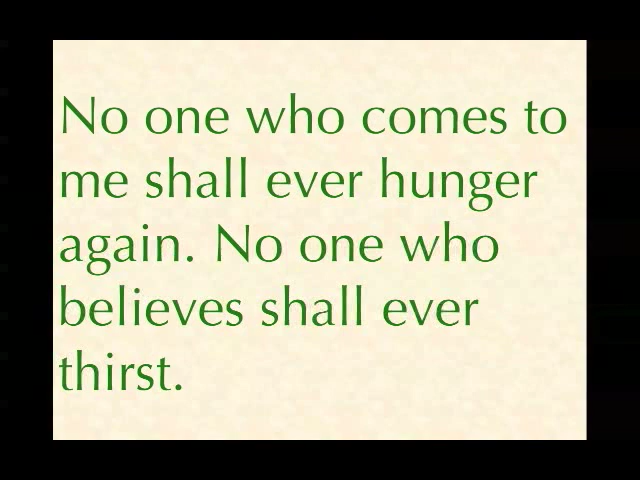 No one who comes to
me shall ever hunger
again. No one who
believes shall ever
thirst.